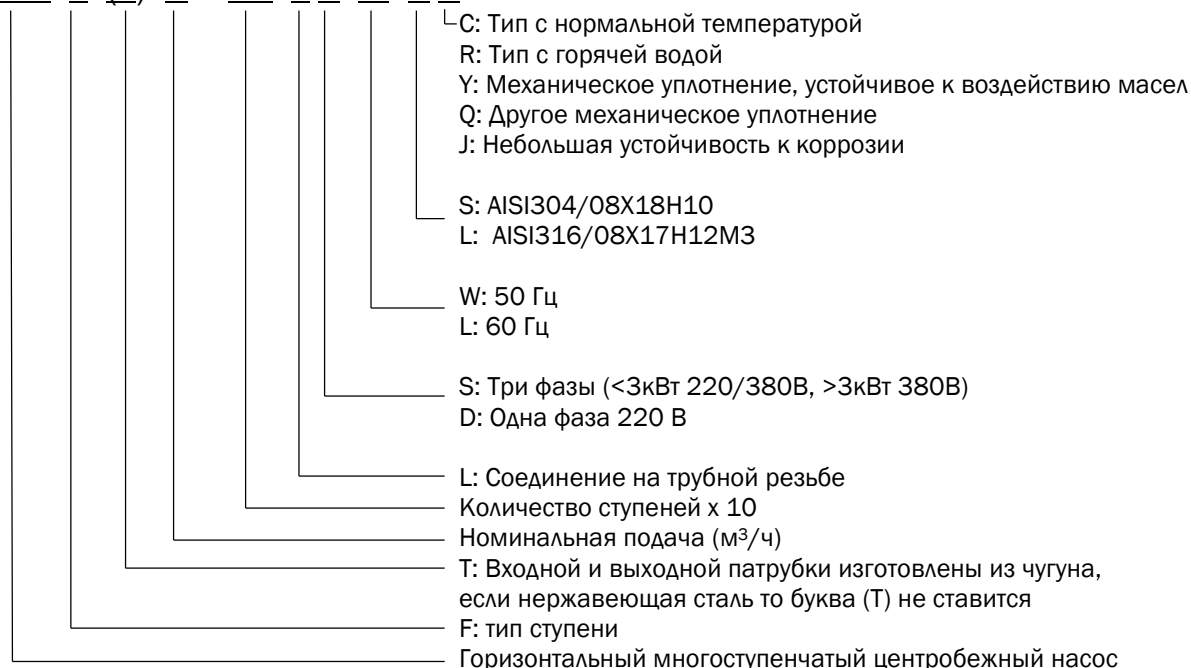 C: Тип с нормальной температурой
R: Тип с горячей водой
Y: Механическое уплотнение, устойчивое к воздействию масел
Q: Другое механическое уплотнение
J: Небольшая устойчивость к коррозии
S: AISI304/08Х18Н10
L: AISI316/08Х17Н12М3
W: 50 Гц
L: 60 Гц
S: Три фазы (<3кВт 220/380В, >3кВт 380В)
D: Одна фаза 220 В
L: Соединение на трубной резьбе
Количество ступеней х 10
Номинальная подача (м³/ч)
T: Входной и выходной патрубки изготовлены из чугуна,
если нержавеющая сталь то буква (Т) не ставится
F: тип ступени
Горизонтальный многоступенчатый центробежный насос